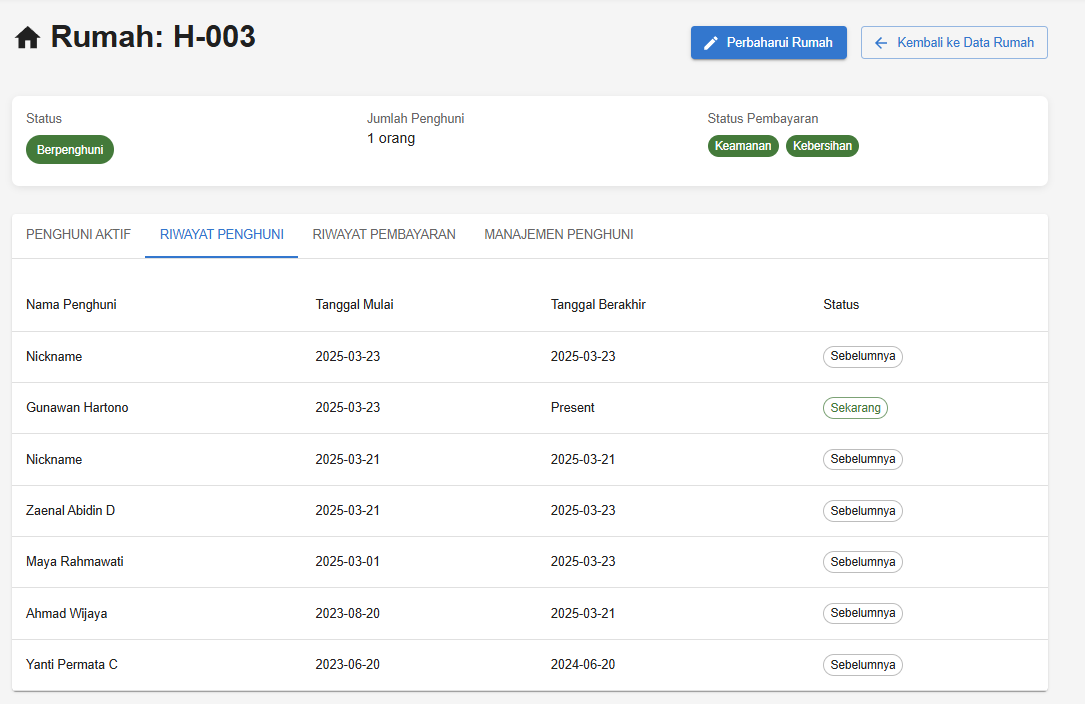 Rumah: H-003
Perbaharui Rumah
Kembali ke Data Rumah
Status Jumlah Penghuni Status Pembayaran
Berpenghuni 1 orang Keamanan Kebersihan
PENGHUNI AKTIF RIWAYAT PENGHUNI RIWAYAT PEMBAYARAN MANAJEMEN PENGHUNI
Nama Penghuni Tanggal Mulai Tanggal Berakhir Status
Nickname 2025-03-23 2025-03-23 Sebelumnya
Gunawan Hartono 2025-03-23 Present Sekarang
Nickname 2025-03-21 2025-03-21 Sebelumnya
Zaenal Abidin D 2025-03-21 2025-03-23 Sebelumnya
Maya Rahmawati 2025-03-01 2025-03-23 Sebelumnya
Ahmad Wijaya 2023-08-20 2025-03-21 Sebelumnya
Yanti Permata C 2023-06-20 2024-06-20 Sebelumnya